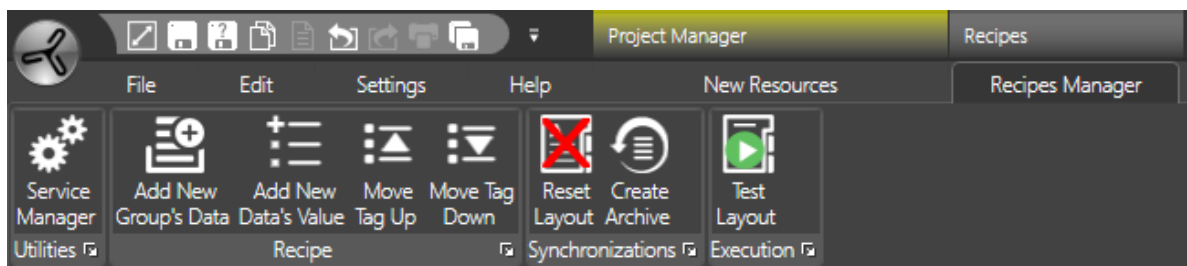 Project Manager Recipes
File Edit Settings Help New Resources Recipes Manager
Service Add New Add New Move Move Tag Reset Create Test
Manager Group's Data Data's Value Tag Up Down Layout Archive Layout
Utilities Recipe Synchronizations Execution